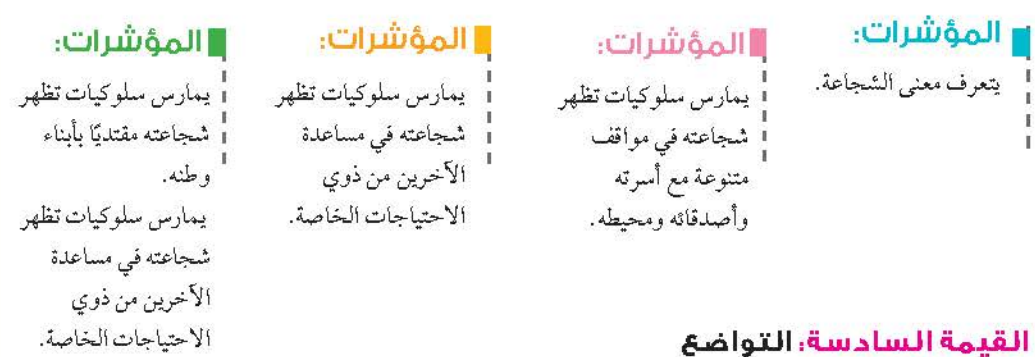 المؤشرات:
يتعرف معنى الشجاعة.
المؤشرات:
يمارس سلوكيات تظهر
شجاعته في مواقف
متنوعة مع أسرته
وأصدقائه ومحيطه.
المؤشرات:
يمارس سلوكيات تظهر
شجاعته في مساعدة
الآخرين من ذوي
الاحتياجات الخاصة.
المؤشرات:
يمارس سلوكيات تظهر
شجاعته مقتديًا بأبناء
وطنه.
يمارس سلوكيات تظهر
شجاعته في مساعدة
الآخرين من ذوي
الاحتياجات الخاصة.
القيمة السادسة: التواضع